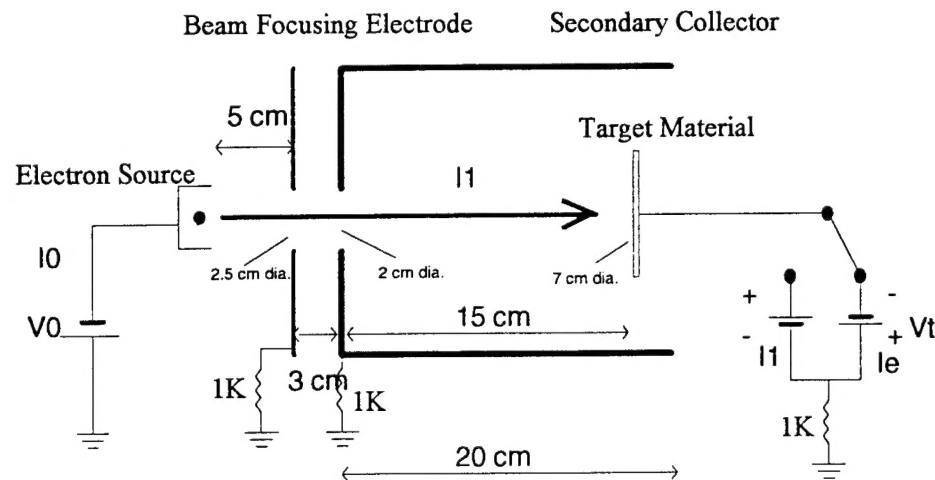 Beam Focusing Electrode
Secondary Collector
5 cm
Target Material
Electron Source
I1
I0
2.5 cm dia.
2 cm dia.
7 cm dia.
V0
15 cm
+
-
-
+
Vt
I1
Ie
3 cm
1K
1K
1K
20 cm